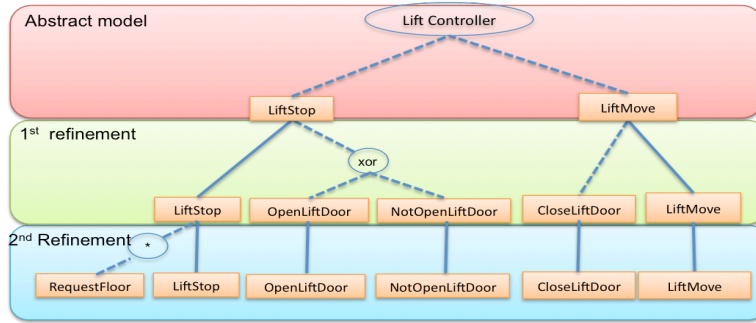 Abstract model
Lift Controller
LiftStop
LiftMove
1st refinement
xor
LiftStop
OpenLiftDoor
NotOpenLiftDoor
CloseLiftDoor
LiftMove
2nd Refinement
*
RequestFloor
LiftStop
OpenLiftDoor
NotOpenLiftDoor
CloseLiftDoor
LiftMove